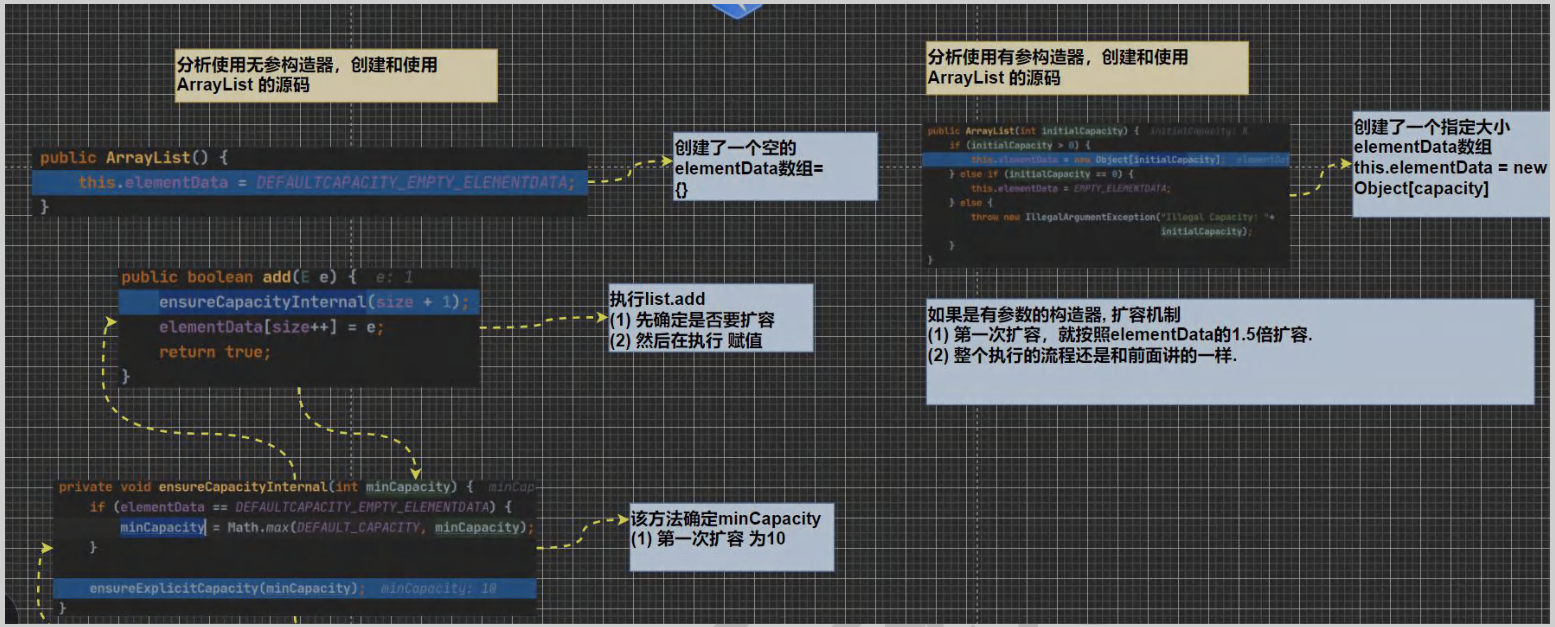 分析使用无参构造器，创建和使用
ArrayList 的源码
public ArrayList() {
this.elementData = DEFAULTCAPACITY_EMPTY_ELEMENTDATA;
}
创建了一个空的
elementData数组=
{}
public boolean add(E e) { e: 1
ensureCapacityInternal(size + 1);
elementData[size++] = e;
return true;
}
执行list.add
(1) 先确定是否要扩容
(2) 然后在执行 赋值
private void ensureCapacityInternal(int minCapacity) { minCap
if (elementData == DEFAULTCAPACITY_EMPTY_ELEMENTDATA) {
minCapacity = Math.max(DEFAULT_CAPACITY, minCapacity);
}
ensureExplicitCapacity(minCapacity); minCapacity: 10
}
该方法确定minCapacity
(1) 第一次扩容 为10
分析使用有参构造器，创建和使用
ArrayList 的源码
public ArrayList(int initialCapacity) { initialCapacity: 8
if (initialCapacity > 0) {
this.elementData = new Object[initialCapacity]; elementDat
} else if (initialCapacity == 0) {
this.elementData = EMPTY_ELEMENTDATA;
} else {
throw new IllegalArgumentException("Illegal Capacity: "+
initialCapacity);
}
}
创建了一个指定大小
elementData数组
this.elementData = new
Object[capacity]
如果是有参数的构造器, 扩容机制
(1) 第一次扩容，就按照elementData的1.5倍扩容.
(2) 整个执行的流程还是和前面讲的一样.